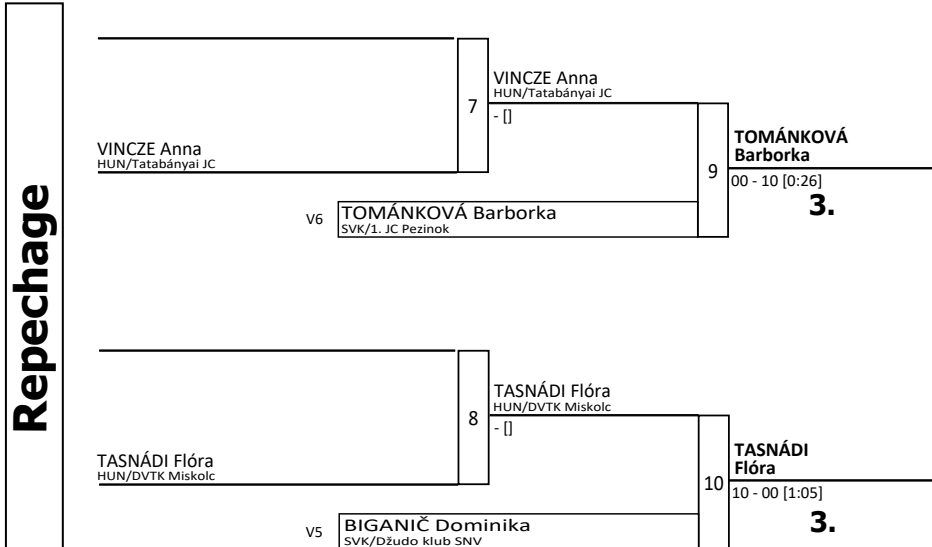 Repechage
VINCZE Anna
HUN/Tatabányai JC
7
VINCZE Anna
HUN/Tatabányai JC
- []
V6
TOMÁNKOVÁ Barborka
SVK/1. JC Pezinok
9
TOMÁNKOVÁ
Barborka
00 - 10 [0:26]
3.
TASNÁDI Flóra
HUN/DVTK Miskolc
8
TASNÁDI Flóra
HUN/DVTK Miskolc
- []
V5
BIGANIČ Dominika
SVK/Džudo klub SNV
10
TASNÁDI
Flóra
10 - 00 [1:05]
3.